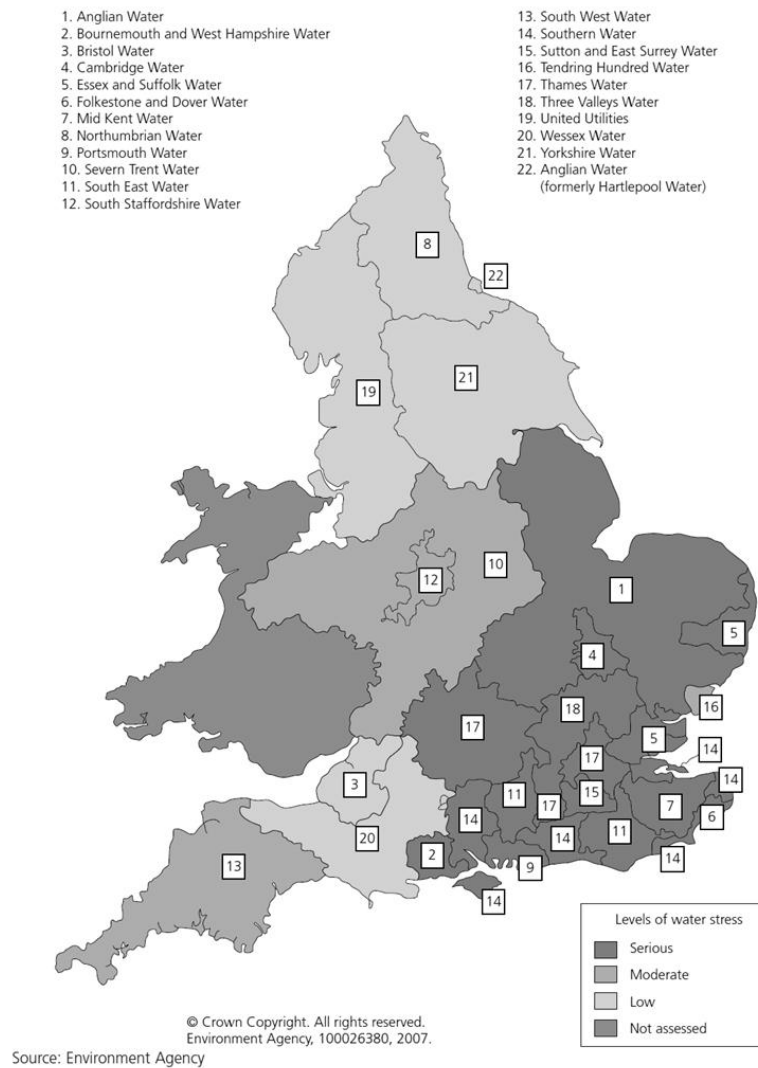 1. Anglian Water
2. Bournemouth and West Hampshire Water
3. Bristol Water
4. Cambridge Water
5. Essex and Suffolk Water
6. Folkestone and Dover Water
7. Mid Kent Water
8. Northumbrian Water
9. Portsmouth Water
10. Severn Trent Water
11. South East Water
12. South Staffordshire Water
13. South West Water
14. Southern Water
15. Sutton and East Surrey Water
16. Tendring Hundred Water
17. Thames Water
18. Three Valleys Water
19. United Utilities
20. Wessex Water
21. Yorkshire Water
22. Anglian Water
(formerly Hartlepool Water)
8
22
21
19
10
12
1
5
4
16
18
17
5
14
17
3
14
11
15
7
17
6
14
20
2
14
11
13
9
14
14
Levels of water stress
Serious
Moderate
Low
Not assessed
© Crown Copyright. All rights reserved.
Environment Agency, 100026380, 2007.
Source: Environment Agency